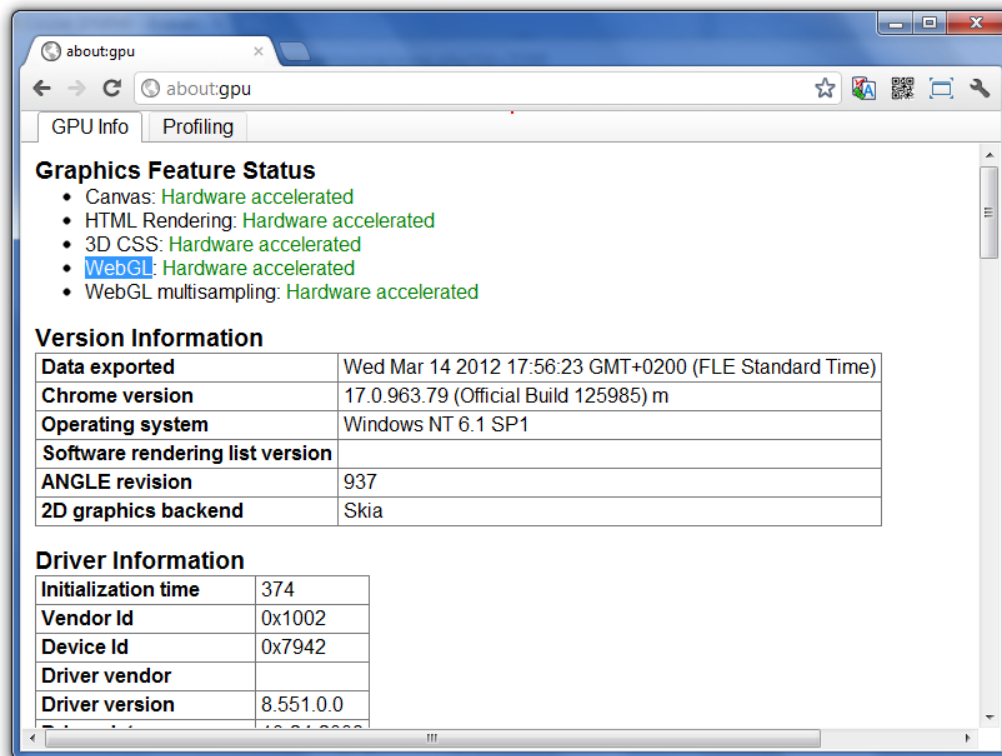 about:gpu
about:gpu
GPU Info Profiling
Graphics Feature Status
Canvas: Hardware accelerated
HTML Rendering: Hardware accelerated
3D CSS: Hardware accelerated
WebGL: Hardware accelerated
WebGL multisampling: Hardware accelerated
Version Information
Data exported Wed Mar 14 2012 17:56:23 GMT+0200 (FLE Standard Time)
Chrome version 17.0.963.79 (Official Build 125985) m
Operating system Windows NT 6.1 SP1
Software rendering list version
ANGLE revision 937
2D graphics backend Skia
Driver Information
Initialization time 374
Vendor Id 0x1002
Device Id 0x7942
Driver vendor
Driver version 8.551.0.0